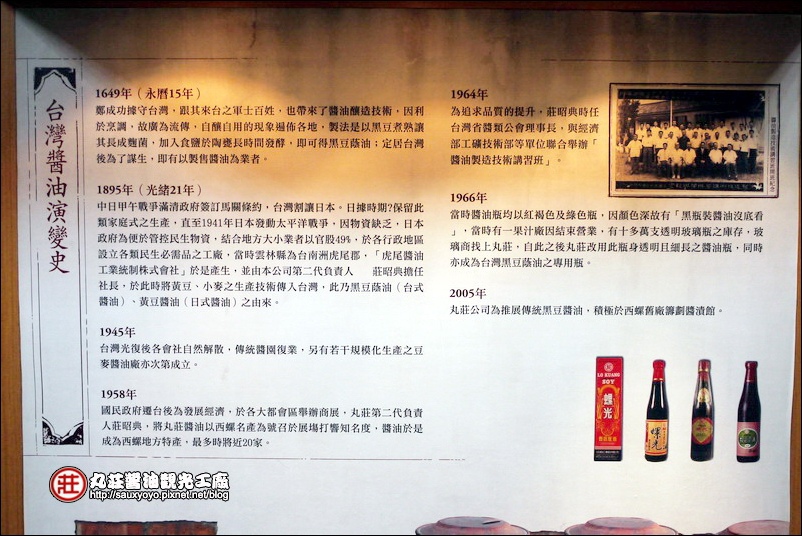 台灣醬油演變史
1649年（永曆15年）
鄭成功據守台灣，跟其來台之軍士百姓，也帶來了醬油釀造技術，因利
於烹調，故廣為流傳，自釀自用的現象遍佈各地，製法是以黑豆煮熟讓
其長成麴菌，加入食鹽於陶甕長時間發酵，即可得黑豆蔭油；定居台灣
後為了謀生，即有以製售醬油為業者。
1895年（光緒21年）
中日甲午戰爭滿清政府簽訂馬關條約，台灣割讓日本。日據時期?保留此
類家庭式之生產，直至1941年日本發動太平洋戰爭，因物資缺乏，日本
政府為便於管控民生物資，結合地方大小業者以官股49%，於各行政地區
設立各類民生必需品之工廠，當時雲林縣為台南洲虎尾郡，「虎尾醬油
工業統制株式會社」於是產生，並由本公司第二代負責人　莊昭典擔任
社長，於此時將黃豆、小麥之生產技術傳入台灣，此乃黑豆蔭油（台式
醬油）、黃豆醬油（日式醬油）之由來。
1945年
台灣光復後各會社自然解散，傳統醬園復業，另有若干規模化生產之豆
麥醬油廠亦次第成立。
1958年
國民政府遷台後為發展經濟，於各大都會區舉辦商展，丸莊第二代負責
人莊昭典，將丸莊醬油以西螺名產為號召於展場打響知名度，醬油於是
成為西螺地方特產，最多時將近20家。
1964年
為追求品質的提升，莊昭典時任
台灣省醬類公會理事長，與經濟
部工礦技術部等單位聯合舉辦「
醬油製造技術講習班」。
1966年
當時醬油瓶均以紅褐色及綠色瓶，因顏色深故有「黑瓶裝醬油沒底看
」，當時有一果汁廠因結束營業，有十多萬支透明玻璃瓶之庫存，玻
璃商找上丸莊，自此之後丸莊改用此瓶身透明且細長之醬油瓶，同時
亦成為台灣黑豆蔭油之專用瓶。
2005年
丸莊公司為推展傳統黑豆醬油，積極於西螺舊廠籌劃醬漬館。
LO KUANG
SOY
螺光
莊
丸莊醬油觀光工廠
http://sauxyoyo.pixnet.net/blog